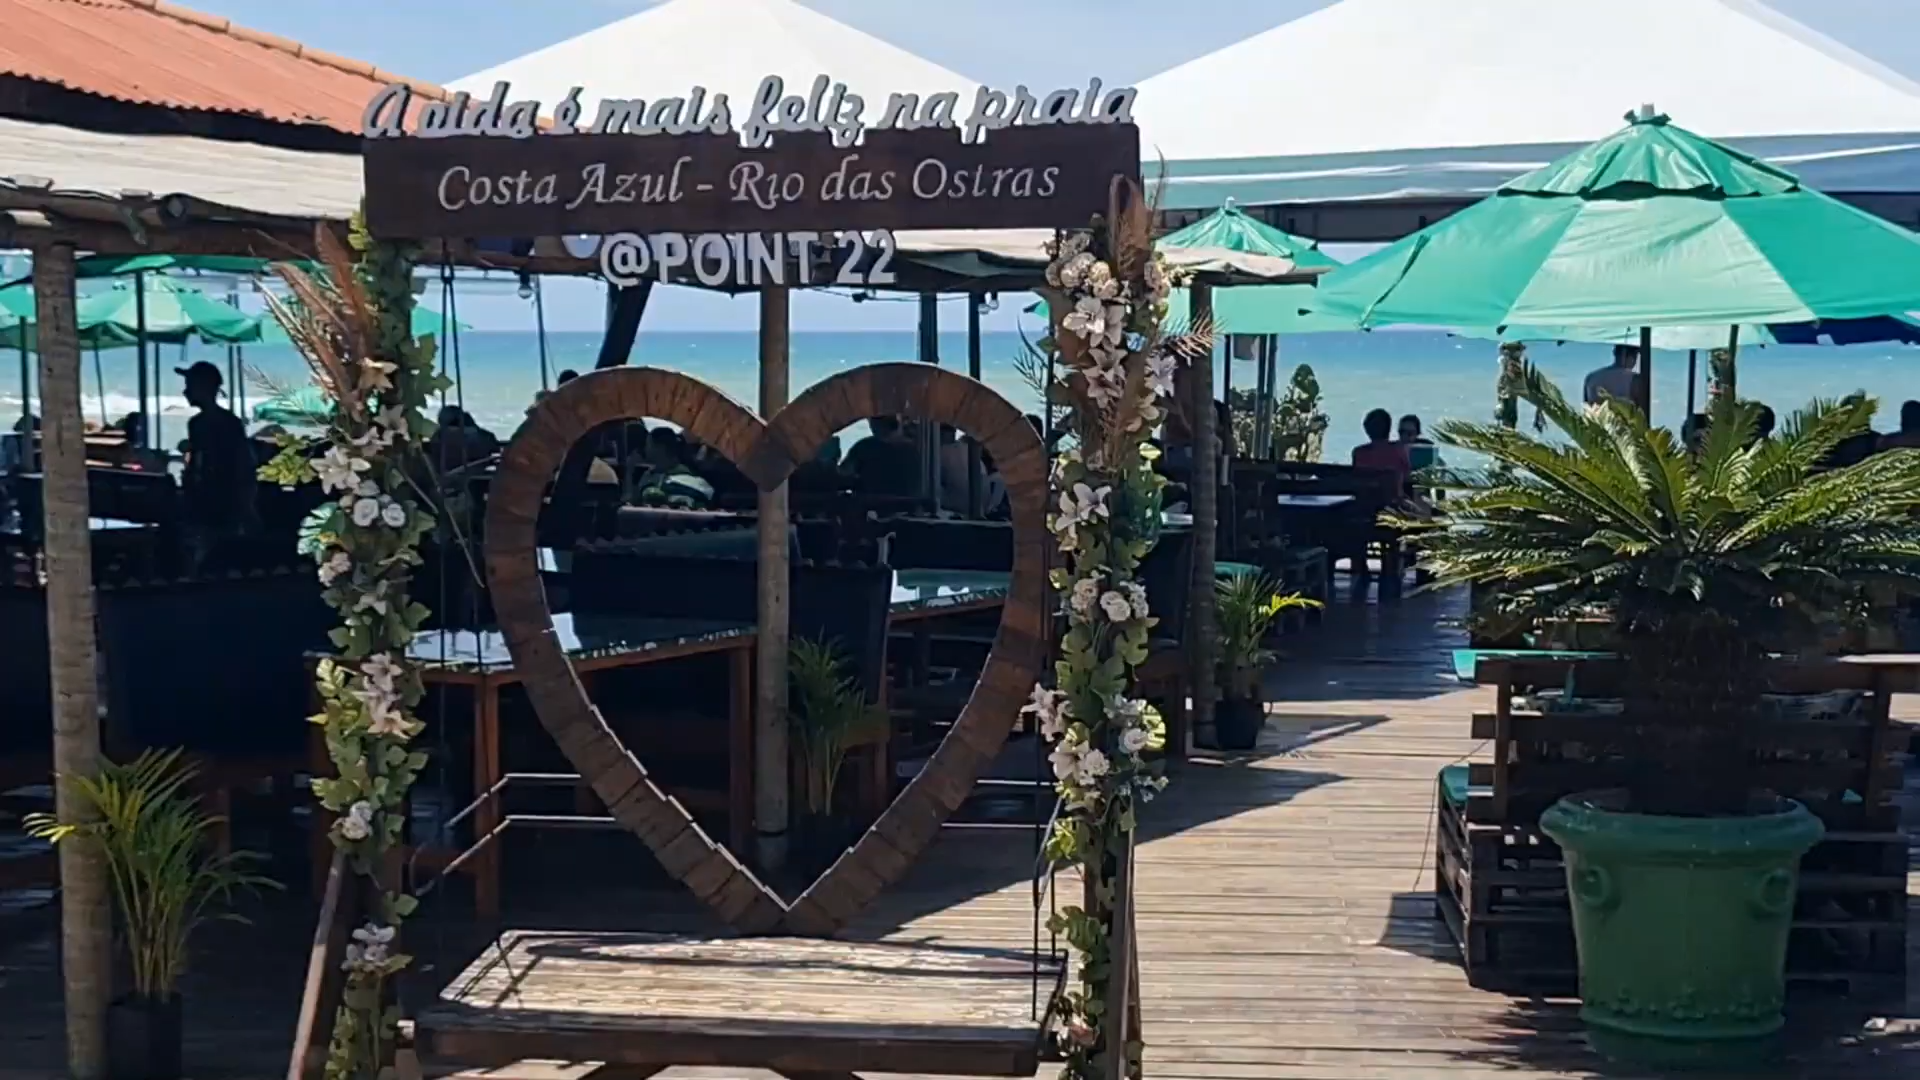 A vida é mais feliz na praia
Costa Azul - Rio das Ostras
@POINT 22